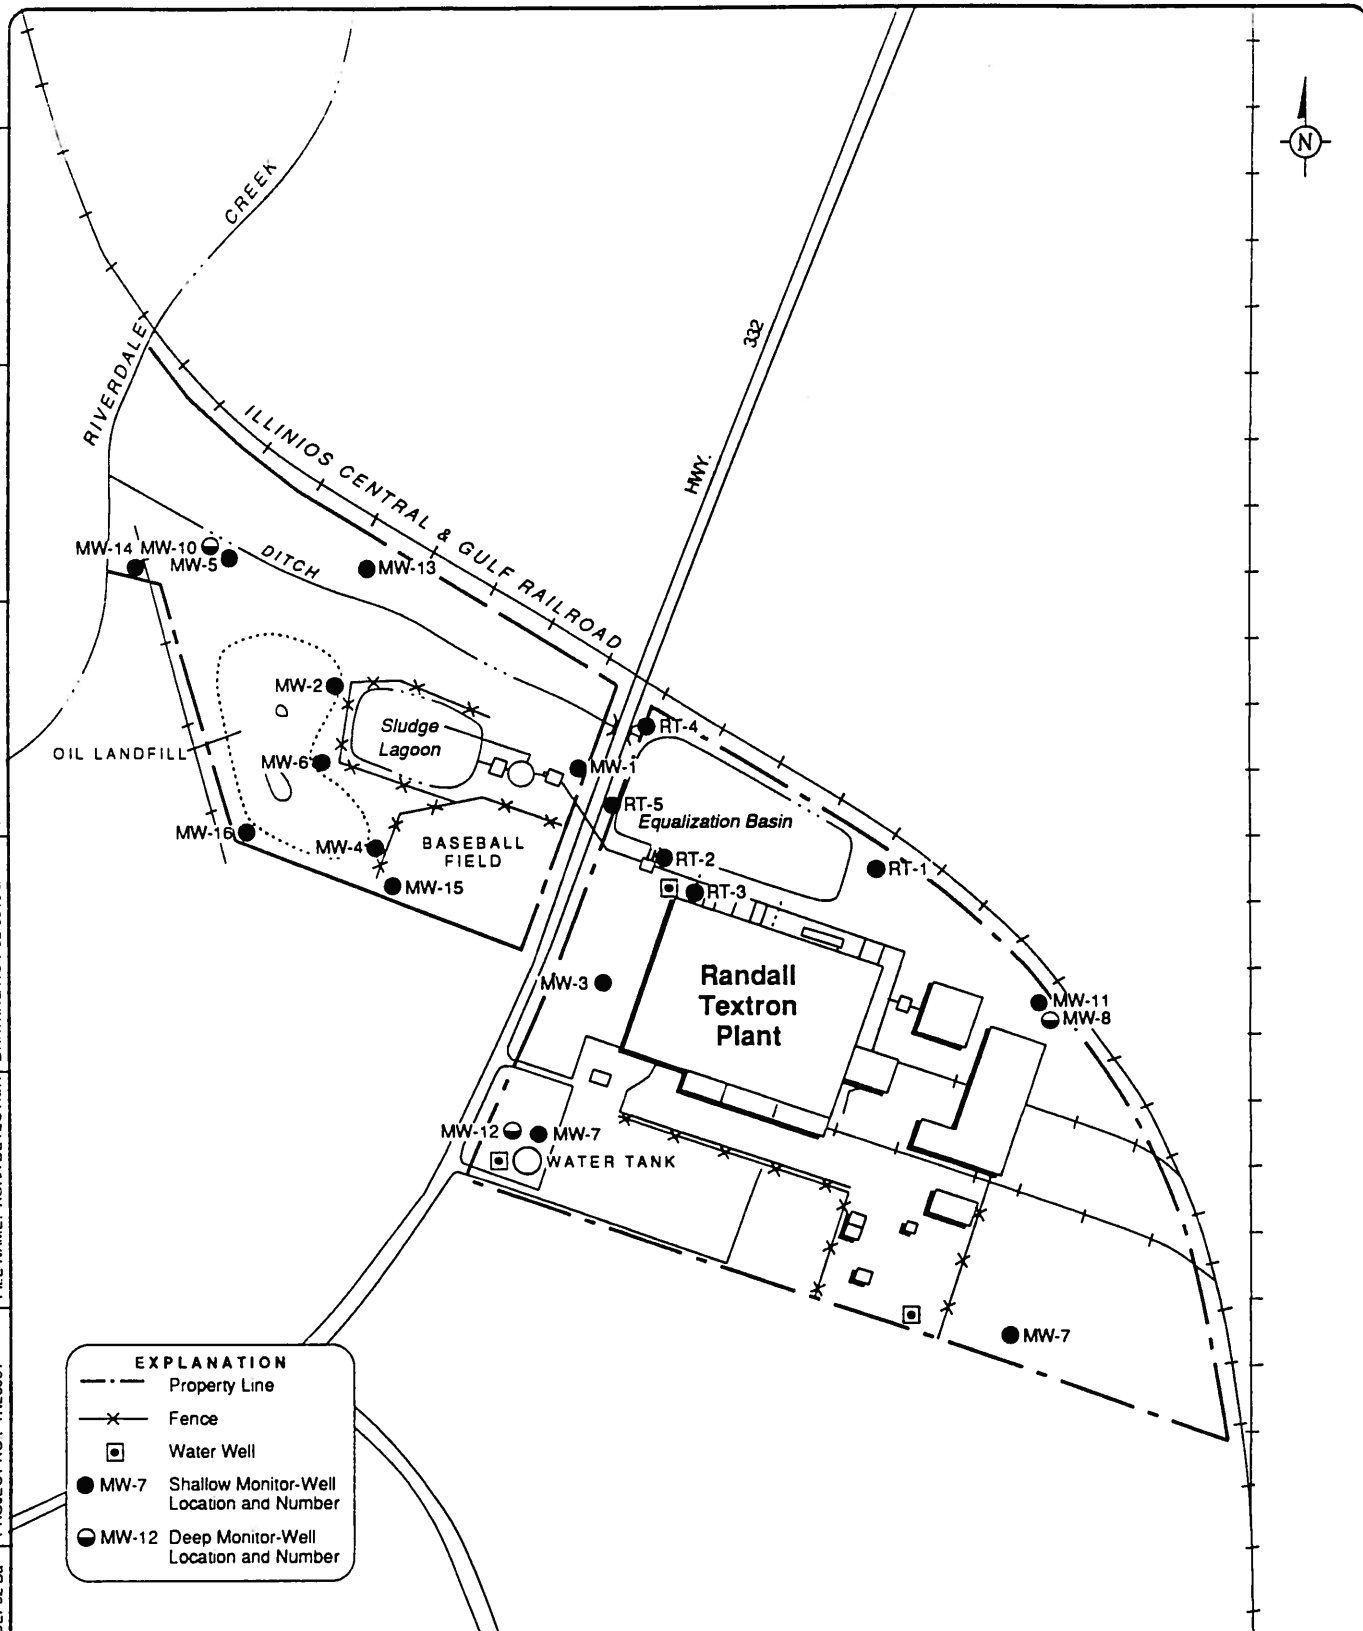 N
CREEK
RIVERDALE
332
HWY.
ILLINIOS CENTRAL & GULF RAILROAD
MW-14 MW-10
MW-5
DITCH
MW-13
MW-2
Sludge
Lagoon
RT-4
OIL LANDFILL
MW-6
MW-1
RT-5
Equalization Basin
MW-16
MW-4
BASEBALL
FIELD
RT-2
RT-1
MW-15
RT-3
MW-3
Randall
Textron
Plant
MW-11
MW-8
MW-12
MW-7
WATER TANK
MW-7
EXPLANATION
Property Line
Fence
Water Well
MW-7 Shallow Monitor-Well
Location and Number
MW-12 Deep Monitor-Well
Location and Number